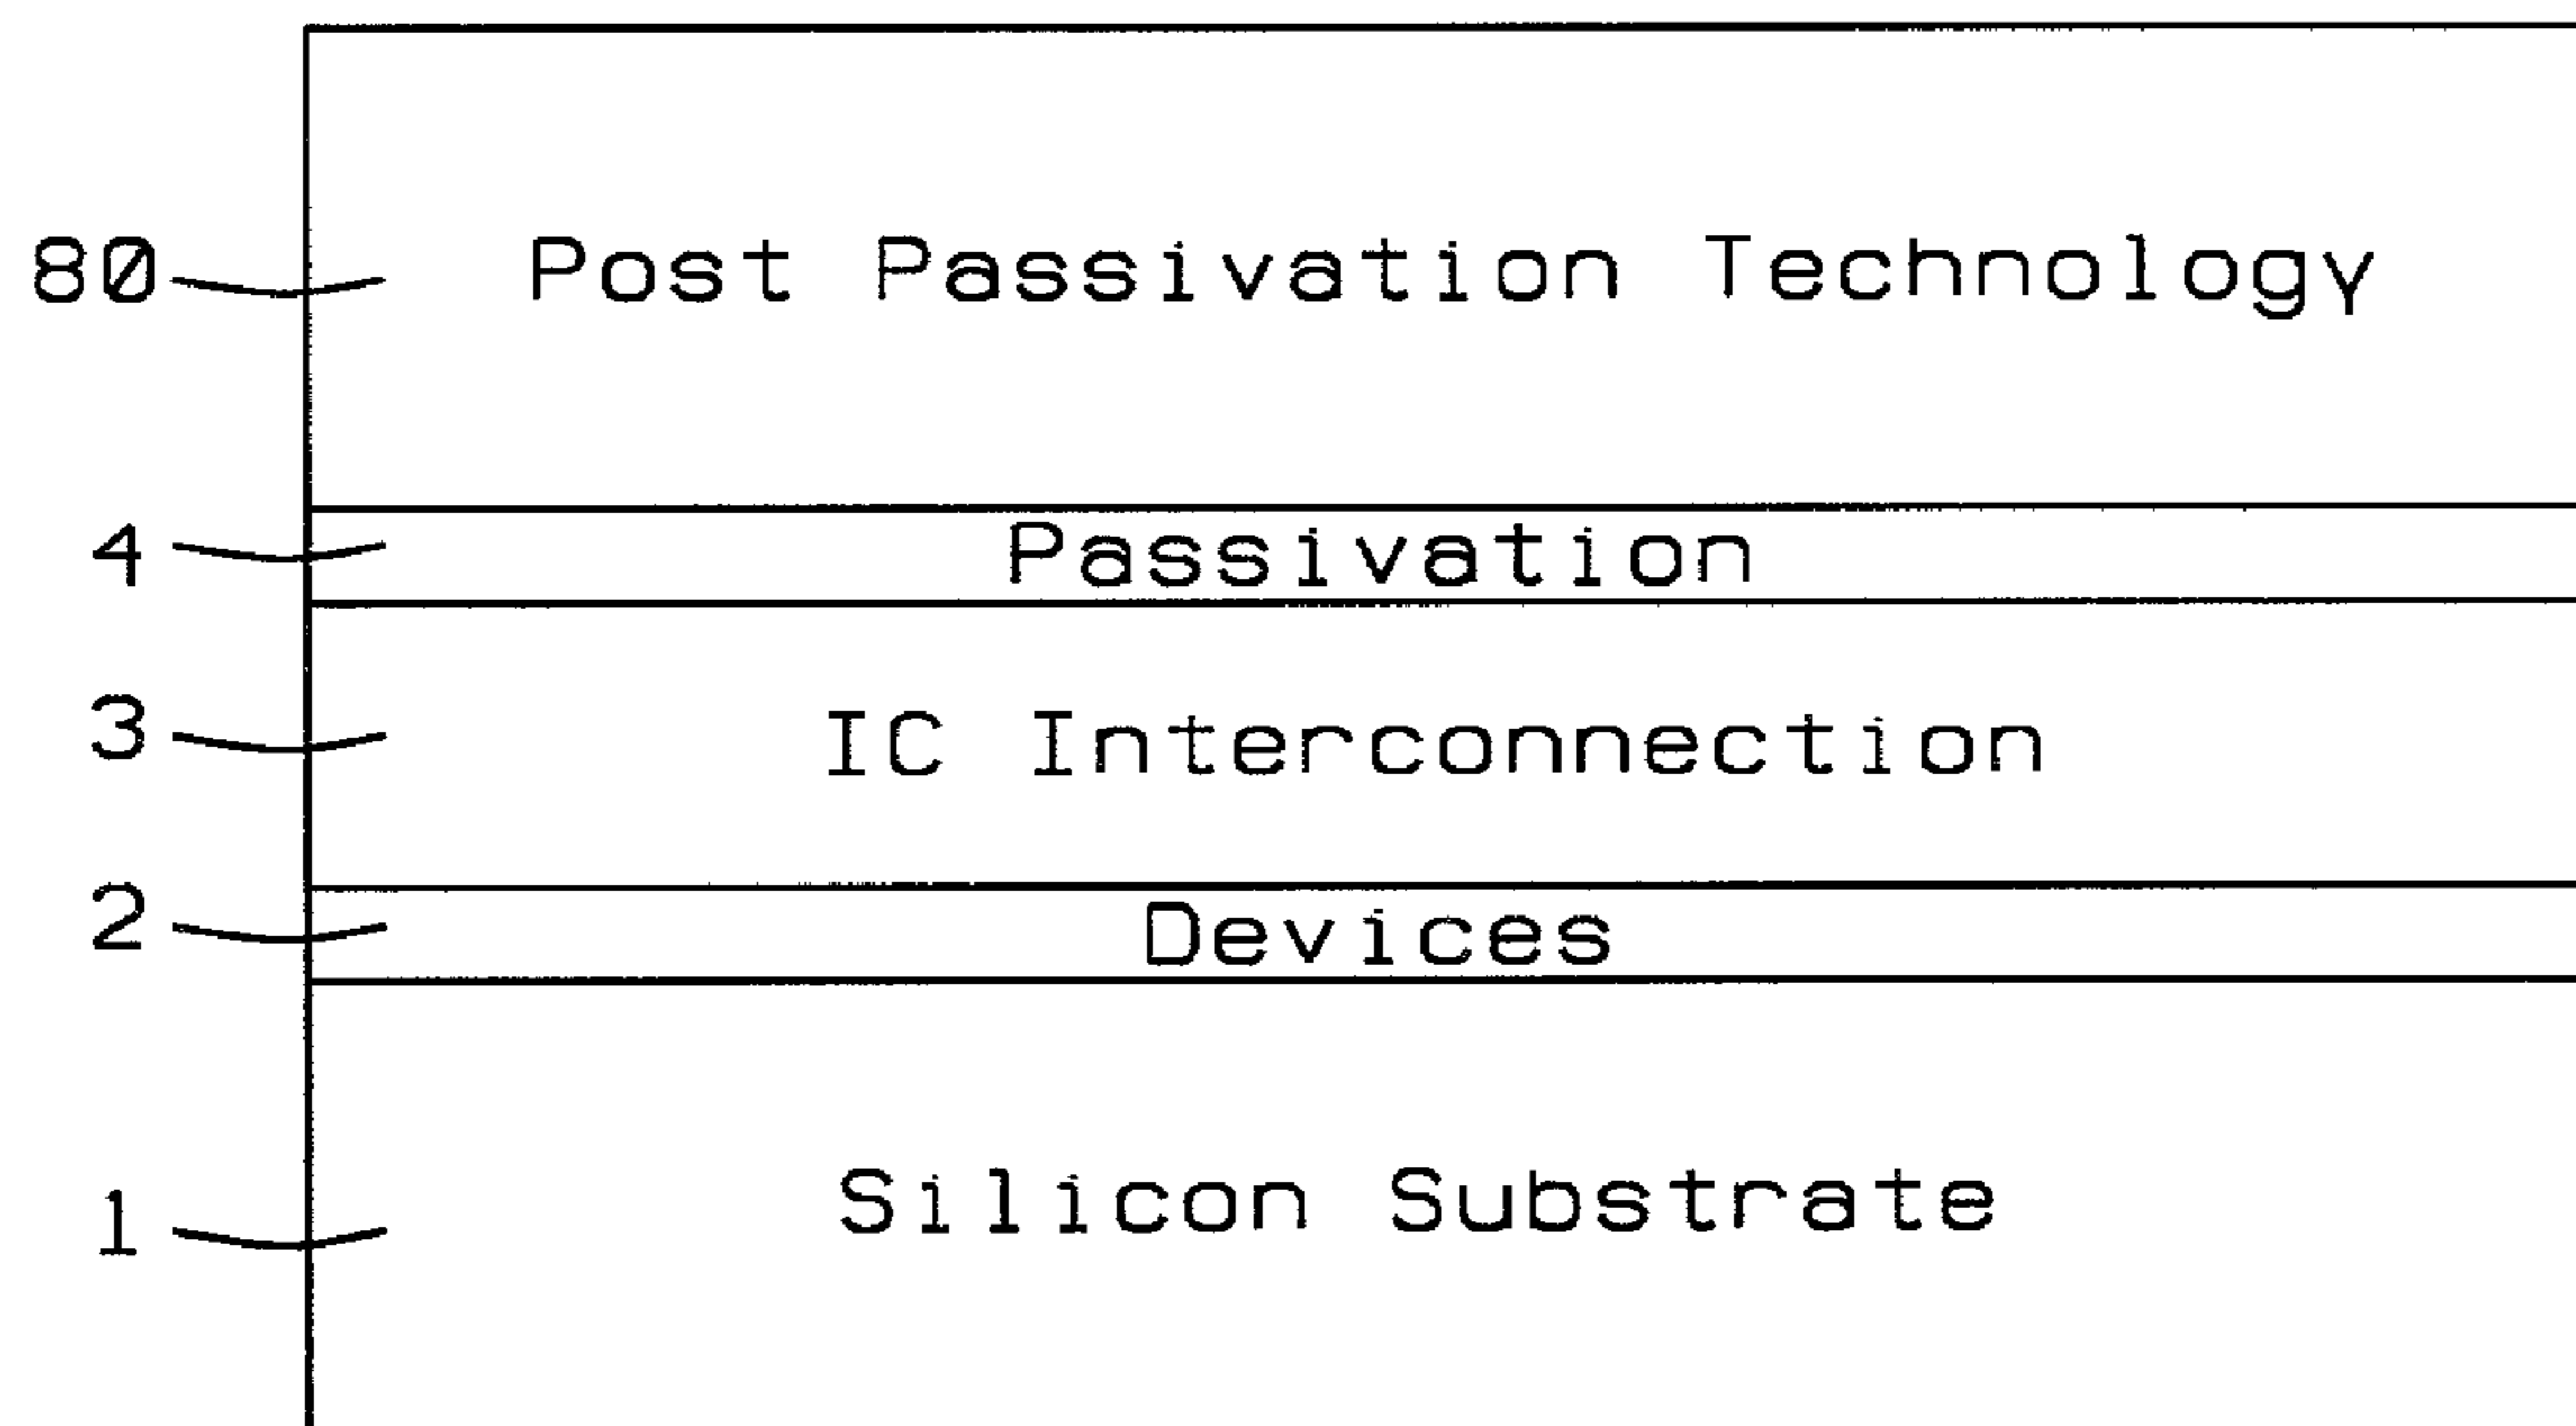 80 Post Passivation Technology
4 Passivation
3 IC Interconnection
2 Devices
1 Silicon Substrate